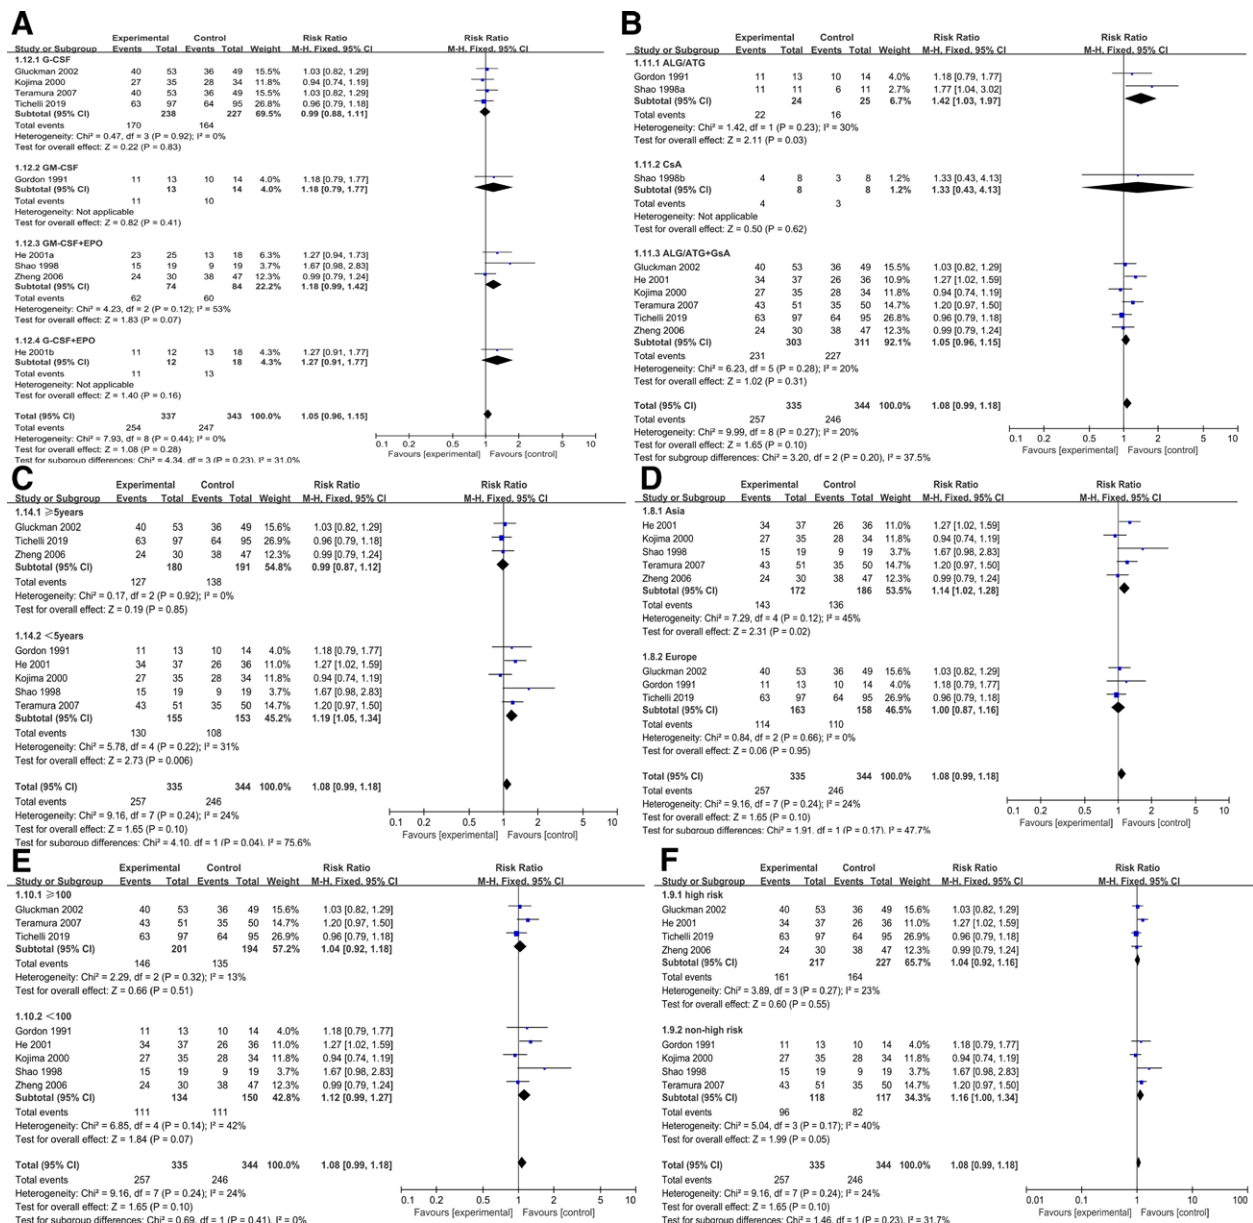 A
Experimental Control Risk Ratio Risk Ratio
Study or Subgroup Events Total Events Total Weight M-H. Fixed. 95% CI M-H. Fixed. 95% CI
1.12.1 G-CSF
Gluckman 2002 40 53 36 49 15.5% 1.03 [0.82, 1.29]
Kojima 2000 27 35 28 34 11.8% 0.94 [0.74, 1.19]
Teramura 2007 40 53 36 49 15.5% 1.03 [0.82, 1.29]
Tichelli 2019 63 97 64 95 26.8% 0.96 [0.79, 1.18]
Subtotal (95% CI) 238 227 69.5% 0.99 [0.88, 1.11]
Total events 170 164
Heterogeneity: Chi² = 0.47, df = 3 (P = 0.92); I² = 0%
Test for overall effect: Z = 0.22 (P = 0.83)
1.12.2 GM-CSF
Gordon 1991 11 13 10 14 4.0% 1.18 [0.79, 1.77]
Subtotal (95% CI) 13 14 4.0% 1.18 [0.79, 1.77]
Total events 11 10
Heterogeneity: Not applicable
Test for overall effect: Z = 0.82 (P = 0.41)
1.12.3 GM-CSF+EPO
He 2001a 23 25 13 18 6.3% 1.27 [0.94, 1.73]
Shao 1998 15 19 9 19 3.7% 1.67 [0.98, 2.83]
Zheng 2006 24 30 38 47 12.3% 0.99 [0.79, 1.24]
Subtotal (95% CI) 74 84 22.2% 1.18 [0.99, 1.42]
Total events 62 60
Heterogeneity: Chi² = 4.23, df = 2 (P = 0.12); I² = 53%
Test for overall effect: Z = 1.83 (P = 0.07)
1.12.4 G-CSF+EPO
He 2001b 11 12 13 18 4.3% 1.27 [0.91, 1.77]
Subtotal (95% CI) 12 18 4.3% 1.27 [0.91, 1.77]
Total events 11 13
Heterogeneity: Not applicable
Test for overall effect: Z = 1.40 (P = 0.16)
Total (95% CI) 337 343 100.0% 1.05 [0.96, 1.15]
Total events 254 247
Heterogeneity: Chi² = 7.93, df = 8 (P = 0.44); I² = 0%
Test for overall effect: Z = 1.08 (P = 0.28)
Test for subgroup differences: Chi² = 4.34, df = 3 (P = 0.23), I² = 31.0%
0.1 0.2 0.5 1 2 5 10
Favours [experimental] Favours [control]
B
Experimental Control Risk Ratio Risk Ratio
Study or Subgroup Events Total Events Total Weight M-H. Fixed. 95% CI M-H. Fixed. 95% CI
1.11.1 ALG/ATG
Gordon 1991 11 13 10 14 4.0% 1.18 [0.79, 1.77]
Shao 1998a 11 11 6 11 2.7% 1.77 [1.04, 3.02]
Subtotal (95% CI) 24 25 6.7% 1.42 [1.03, 1.97]
Total events 22 16
Heterogeneity: Chi² = 1.42, df = 1 (P = 0.23); I² = 30%
Test for overall effect: Z = 2.11 (P = 0.03)
1.11.2 CsA
Shao 1998b 4 8 3 8 1.2% 1.33 [0.43, 4.13]
Subtotal (95% CI) 8 8 1.2% 1.33 [0.43, 4.13]
Total events 4 3
Heterogeneity: Not applicable
Test for overall effect: Z = 0.50 (P = 0.62)
1.11.3 ALG/ATG+GsA
Gluckman 2002 40 53 36 49 15.5% 1.03 [0.82, 1.29]
He 2001 34 37 26 36 11.0% 1.27 [1.02, 1.59]
Kojima 2000 27 35 28 34 11.8% 0.94 [0.74, 1.19]
Teramura 2007 43 51 35 50 14.7% 1.20 [0.97, 1.50]
Tichelli 2019 63 97 64 95 26.8% 0.96 [0.79, 1.18]
Zheng 2006 24 30 38 47 12.3% 0.99 [0.79, 1.24]
Subtotal (95% CI) 303 311 92.1% 1.05 [0.96, 1.15]
Total events 231 227
Heterogeneity: Chi² = 6.23, df = 5 (P = 0.28); I² = 20%
Test for overall effect: Z = 1.02 (P = 0.31)
Total (95% CI) 335 344 100.0% 1.08 [0.99, 1.18]
Total events 257 246
Heterogeneity: Chi² = 9.99, df = 8 (P = 0.27); I² = 20%
Test for overall effect: Z = 1.65 (P = 0.10)
Test for subgroup differences: Chi² = 3.20, df = 2 (P = 0.20), I² = 37.5%
0.1 0.2 0.5 1 2 5 10
Favours [experimental] Favours [control]
C
Experimental Control Risk Ratio Risk Ratio
Study or Subgroup Events Total Events Total Weight M-H. Fixed. 95% CI M-H. Fixed. 95% CI
1.14.1 ≥5years
Gluckman 2002 40 53 36 49 15.6% 1.03 [0.82, 1.29]
Tichelli 2019 63 97 64 95 26.9% 0.96 [0.79, 1.18]
Zheng 2006 24 30 38 47 12.3% 0.99 [0.79, 1.24]
Subtotal (95% CI) 180 191 54.8% 0.99 [0.87, 1.12]
Total events 127 138
Heterogeneity: Chi² = 0.17, df = 2 (P = 0.92); I² = 0%
Test for overall effect: Z = 0.19 (P = 0.85)
1.14.2 <5years
Gordon 1991 11 13 10 14 4.0% 1.18 [0.79, 1.77]
He 2001 34 37 26 36 11.0% 1.27 [1.02, 1.59]
Kojima 2000 27 35 28 34 11.8% 0.94 [0.74, 1.19]
Shao 1998 15 19 9 19 3.7% 1.67 [0.98, 2.83]
Teramura 2007 43 51 35 50 14.7% 1.20 [0.97, 1.50]
Subtotal (95% CI) 155 153 45.2% 1.19 [1.05, 1.34]
Total events 130 108
Heterogeneity: Chi² = 5.78, df = 4 (P = 0.22); I² = 31%
Test for overall effect: Z = 2.73 (P = 0.006)
Total (95% CI) 335 344 100.0% 1.08 [0.99, 1.18]
Total events 257 246
Heterogeneity: Chi² = 9.16, df = 7 (P = 0.24); I² = 24%
Test for overall effect: Z = 1.65 (P = 0.10)
Test for subgroup differences: Chi² = 4.10, df = 1 (P = 0.04), I² = 75.6%
0.1 0.2 0.5 1 2 5 10
Favours [experimental] Favours [control]
D
Experimental Control Risk Ratio Risk Ratio
Study or Subgroup Events Total Events Total Weight M-H. Fixed. 95% CI M-H. Fixed. 95% CI
1.8.1 Asia
He 2001 34 37 26 36 11.0% 1.27 [1.02, 1.59]
Kojima 2000 27 35 28 34 11.8% 0.94 [0.74, 1.19]
Shao 1998 15 19 9 19 3.7% 1.67 [0.98, 2.83]
Teramura 2007 43 51 35 50 14.7% 1.20 [0.97, 1.50]
Zheng 2006 24 30 38 47 12.3% 0.99 [0.79, 1.24]
Subtotal (95% CI) 172 186 53.5% 1.14 [1.02, 1.28]
Total events 143 136
Heterogeneity: Chi² = 7.29, df = 4 (P = 0.12); I² = 45%
Test for overall effect: Z = 2.31 (P = 0.02)
1.8.2 Europe
Gluckman 2002 40 53 36 49 15.6% 1.03 [0.82, 1.29]
Gordon 1991 11 13 10 14 4.0% 1.18 [0.79, 1.77]
Tichelli 2019 63 97 64 95 26.9% 0.96 [0.79, 1.18]
Subtotal (95% CI) 163 158 46.5% 1.00 [0.87, 1.16]
Total events 114 110
Heterogeneity: Chi² = 0.84, df = 2 (P = 0.66); I² = 0%
Test for overall effect: Z = 0.06 (P = 0.95)
Total (95% CI) 335 344 100.0% 1.08 [0.99, 1.18]
Total events 257 246
Heterogeneity: Chi² = 9.16, df = 7 (P = 0.24); I² = 24%
Test for overall effect: Z = 1.65 (P = 0.10)
Test for subgroup differences: Chi² = 1.91, df = 1 (P = 0.17), I² = 47.7%
0.1 0.2 0.5 1 2 5 10
Favours [experimental] Favours [control]
E
Experimental Control Risk Ratio Risk Ratio
Study or Subgroup Events Total Events Total Weight M-H. Fixed. 95% CI M-H. Fixed. 95% CI
1.10.1 ≥100
Gluckman 2002 40 53 36 49 15.6% 1.03 [0.82, 1.29]
Teramura 2007 43 51 35 50 14.7% 1.20 [0.97, 1.50]
Tichelli 2019 63 97 64 95 26.9% 0.96 [0.79, 1.18]
Subtotal (95% CI) 201 194 57.2% 1.04 [0.92, 1.18]
Total events 146 135
Heterogeneity: Chi² = 2.29, df = 2 (P = 0.32); I² = 13%
Test for overall effect: Z = 0.66 (P = 0.51)
1.10.2 <100
Gordon 1991 11 13 10 14 4.0% 1.18 [0.79, 1.77]
He 2001 34 37 26 36 11.0% 1.27 [1.02, 1.59]
Kojima 2000 27 35 28 34 11.8% 0.94 [0.74, 1.19]
Shao 1998 15 19 9 19 3.7% 1.67 [0.98, 2.83]
Zheng 2006 24 30 38 47 12.3% 0.99 [0.79, 1.24]
Subtotal (95% CI) 134 150 42.8% 1.12 [0.99, 1.27]
Total events 111 111
Heterogeneity: Chi² = 6.85, df = 4 (P = 0.14); I² = 42%
Test for overall effect: Z = 1.84 (P = 0.07)
Total (95% CI) 335 344 100.0% 1.08 [0.99, 1.18]
Total events 257 246
Heterogeneity: Chi² = 9.16, df = 7 (P = 0.24); I² = 24%
Test for overall effect: Z = 1.65 (P = 0.10)
Test for subgroup differences: Chi² = 0.69, df = 1 (P = 0.41), I² = 0%
0.1 0.2 0.5 1 2 5 10
Favours [experimental] Favours [control]
F
Experimental Control Risk Ratio Risk Ratio
Study or Subgroup Events Total Events Total Weight M-H. Fixed. 95% CI M-H. Fixed. 95% CI
1.9.1 high risk
Gluckman 2002 40 53 36 49 15.6% 1.03 [0.82, 1.29]
He 2001 34 37 26 36 11.0% 1.27 [1.02, 1.59]
Tichelli 2019 63 97 64 95 26.9% 0.96 [0.79, 1.18]
Zheng 2006 24 30 38 47 12.3% 0.99 [0.79, 1.24]
Subtotal (95% CI) 217 227 65.7% 1.04 [0.92, 1.16]
Total events 161 164
Heterogeneity: Chi² = 3.89, df = 3 (P = 0.27); I² = 23%
Test for overall effect: Z = 0.60 (P = 0.55)
1.9.2 non-high risk
Gordon 1991 11 13 10 14 4.0% 1.18 [0.79, 1.77]
Kojima 2000 27 35 28 34 11.8% 0.94 [0.74, 1.19]
Shao 1998 15 19 9 19 3.7% 1.67 [0.98, 2.83]
Teramura 2007 43 51 35 50 14.7% 1.20 [0.97, 1.50]
Subtotal (95% CI) 118 117 34.3% 1.16 [1.00, 1.34]
Total events 96 82
Heterogeneity: Chi² = 5.04, df = 3 (P = 0.17); I² = 40%
Test for overall effect: Z = 1.99 (P = 0.05)
Total (95% CI) 335 344 100.0% 1.08 [0.99, 1.18]
Total events 257 246
Heterogeneity: Chi² = 9.16, df = 7 (P = 0.24); I² = 24%
Test for overall effect: Z = 1.65 (P = 0.10)
Test for subgroup differences: Chi² = 1.46, df = 1 (P = 0.23), I² = 31.7%
0.01 0.1 1 10 100
Favours [experimental] Favours [control]